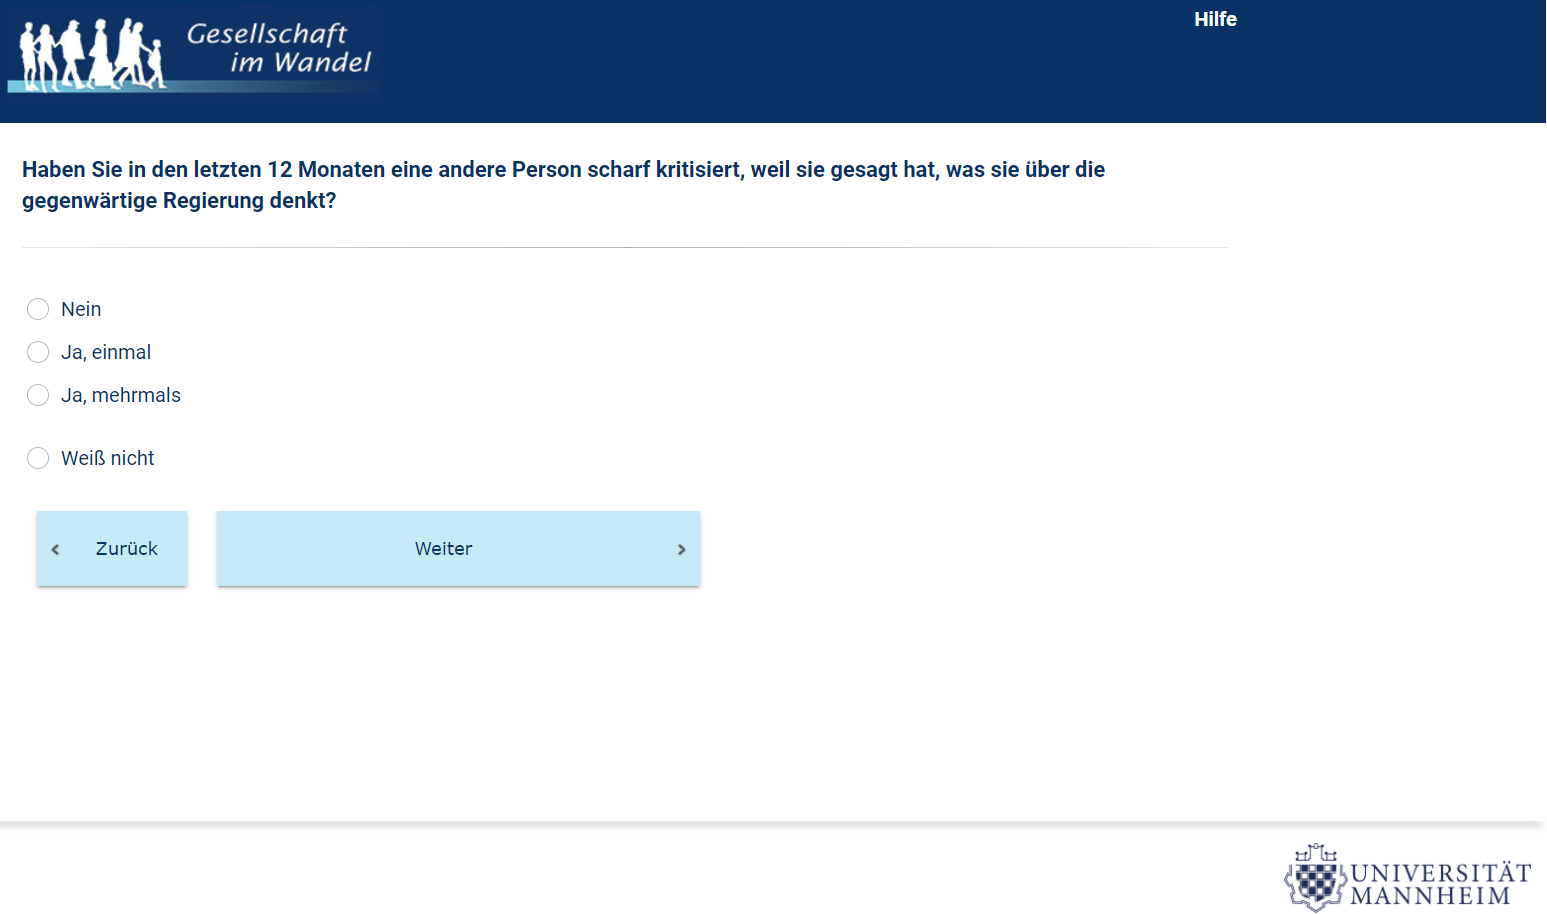 Gesellschaft
im Wandel
Hilfe
Haben Sie in den letzten 12 Monaten eine andere Person scharf kritisiert, weil sie gesagt hat, was sie über die
gegenwärtige Regierung denkt?
Nein
Ja, einmal
Ja, mehrmals
Weiß nicht
Zurück
Weiter
UNIVERSITÄT
MANNHEIM